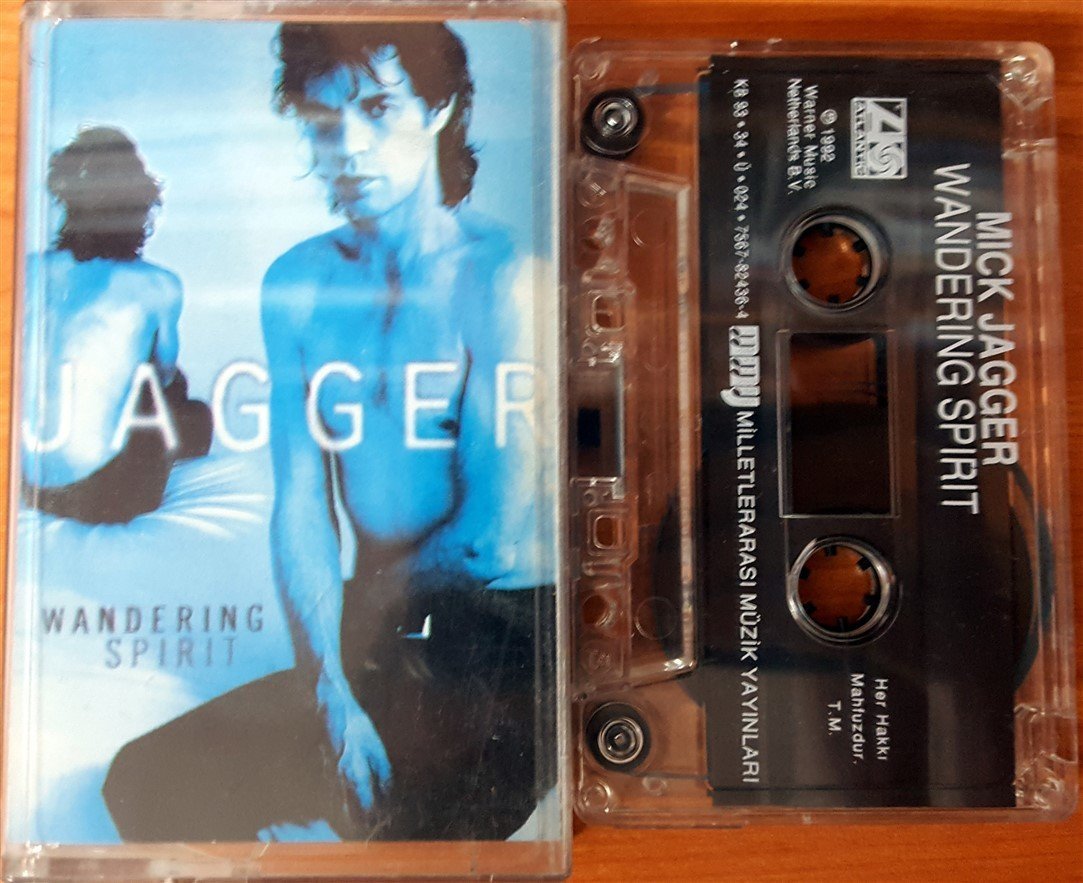 JAGGER
WANDERING
SPIRIT
MICK JAGGER
WANDERING SPIRIT
ATLANTIC
℗ 1992
Warner Music
Netherlands B.V.
KB 93 • 34 • Ü • 024 • 7567-82436-4
MMY MİLLETLERARASI MÜZİK YAYINLARI
Her Hakkı
Mahfuzdur.
T.M.